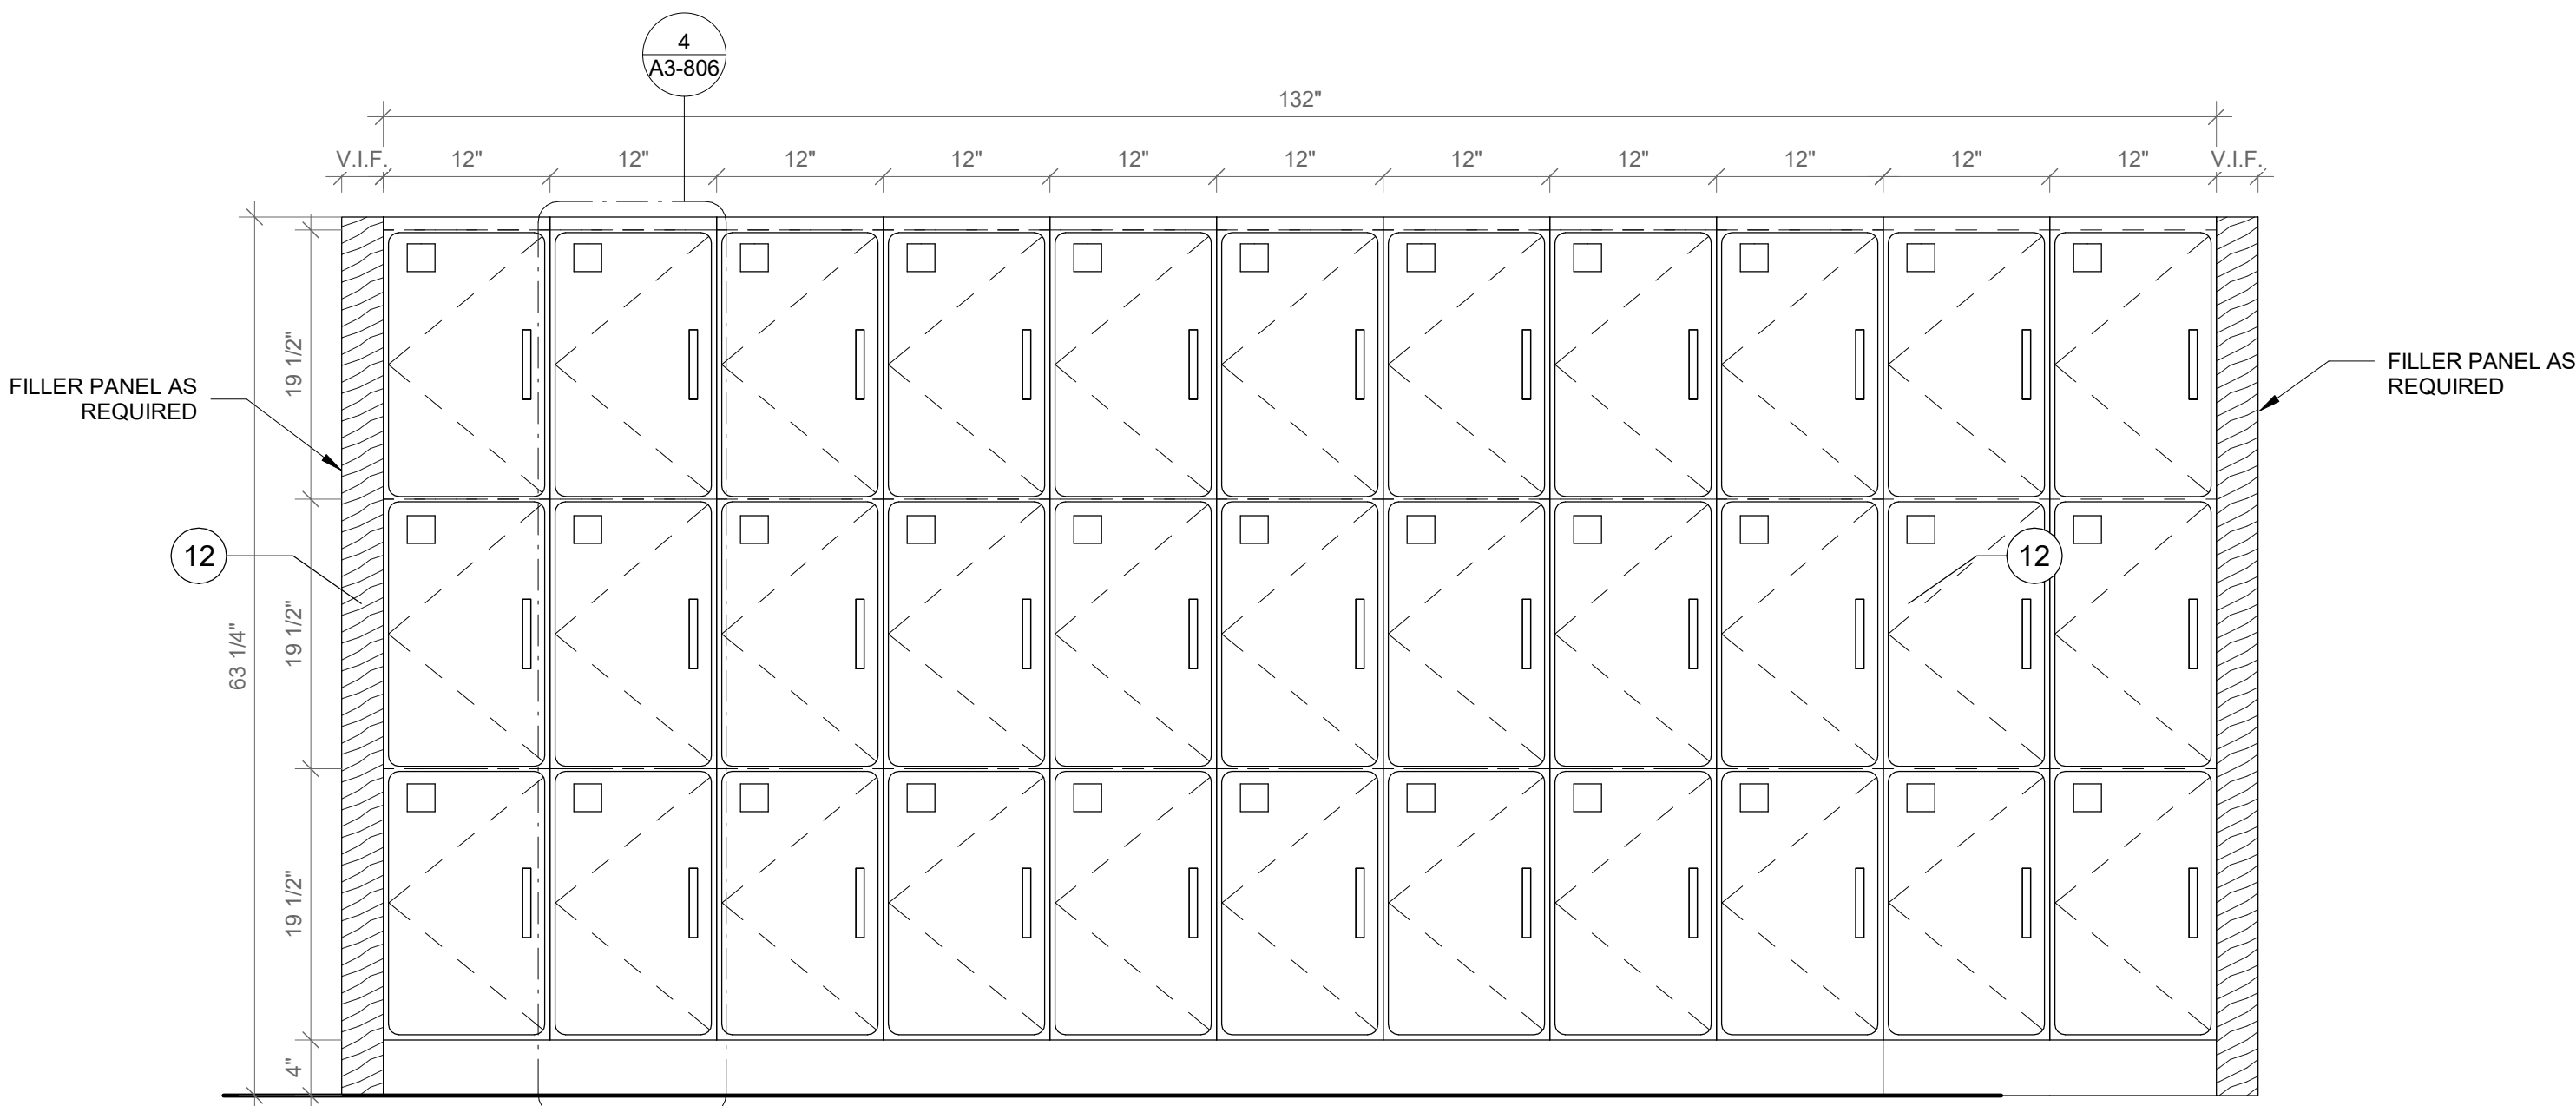 4
A3-806
132"
V.I.F.
12"
12"
12"
12"
12"
12"
12"
12"
12"
12"
12"
V.I.F.
19 1/2"
FILLER PANEL AS
REQUIRED
FILLER PANEL AS
REQUIRED
12
12
19 1/2"
63 1/4"
19 1/2"
4"